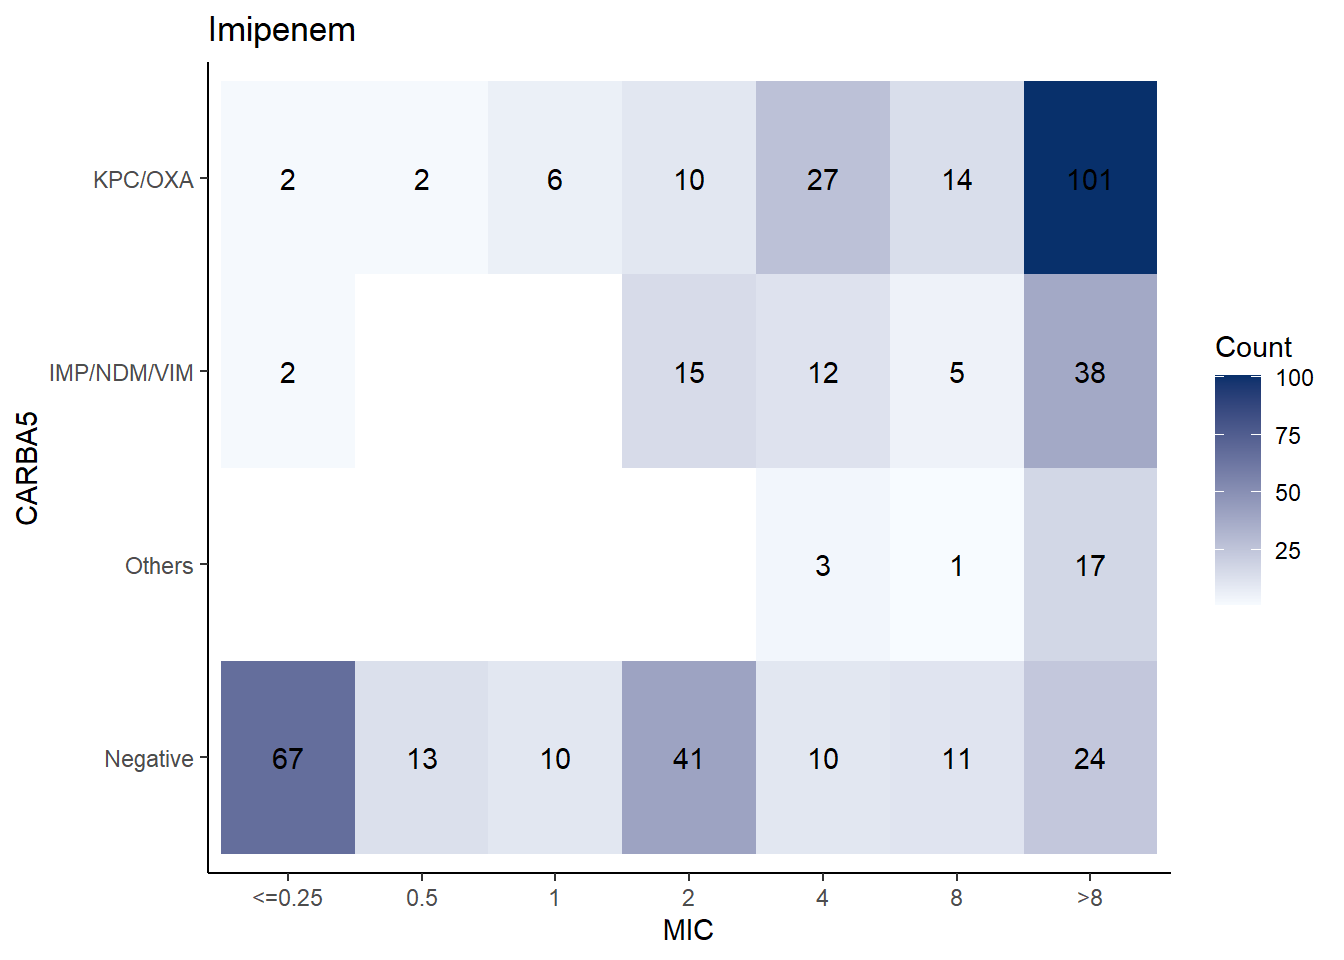 Imipenem
KPC/OXA 2 2 6 10 27 14 101
IMP/NDM/VIM 2 15 12 5 38
Others 3 1 17
Negative 67 13 10 41 10 11 24
<=0.25 0.5 1 2 4 8 >8
MIC
CARBA5
Count
100
75
50
25